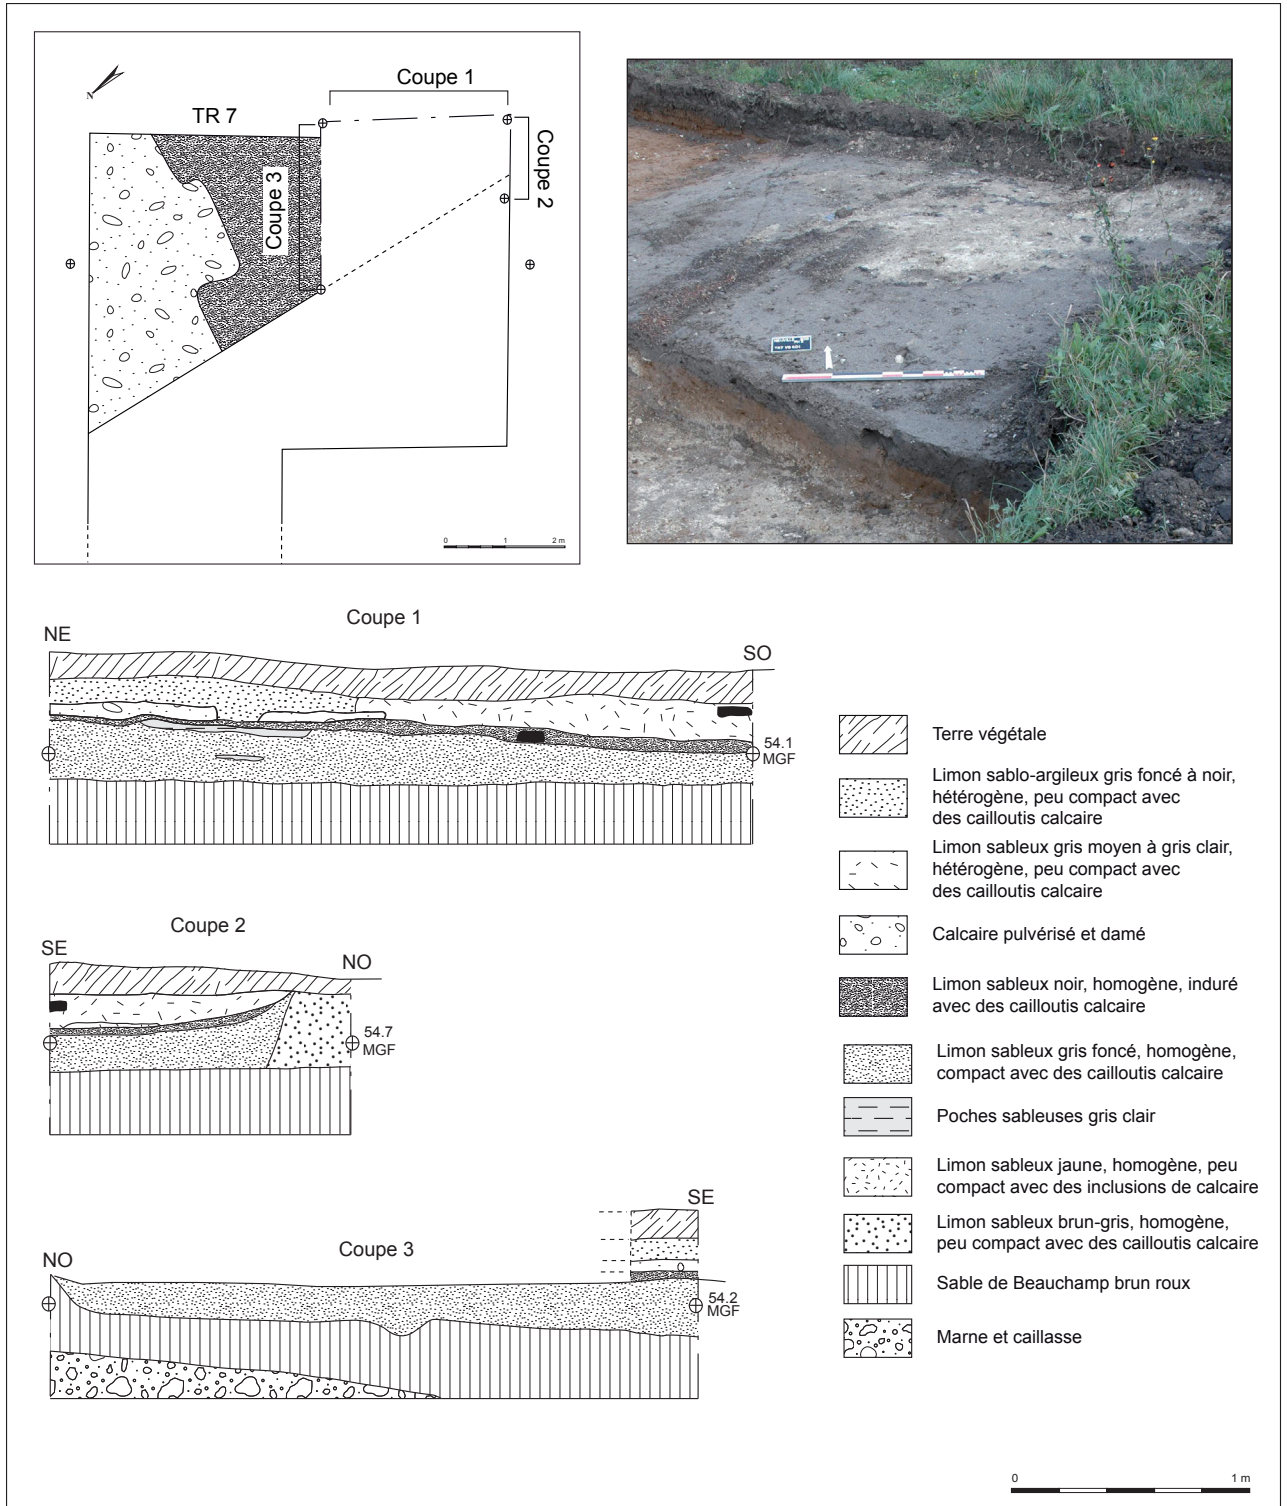 N
TR 7
Coupe 1
Coupe 2
Coupe 3
0 1 2 m
Coupe 1
NE
SO
54.1
MGF
Coupe 2
SE
NO
54.7
MGF
Coupe 3
NO
SE
54.2
MGF
Terre végétale
Limon sablo-argileux gris foncé à noir,
hétérogène, peu compact avec
des cailloutis calcaire
Limon sableux gris moyen à gris clair,
hétérogène, peu compact avec
des cailloutis calcaire
Calcaire pulvérisé et damé
Limon sableux noir, homogène, induré
avec des cailloutis calcaire
Limon sableux gris foncé, homogène,
compact avec des cailloutis calcaire
Poches sableuses gris clair
Limon sableux jaune, homogène, peu
compact avec des inclusions de calcaire
Limon sableux brun-gris, homogène,
peu compact avec des cailloutis calcaire
Sable de Beauchamp brun roux
Marne et caillasse
0 1 m